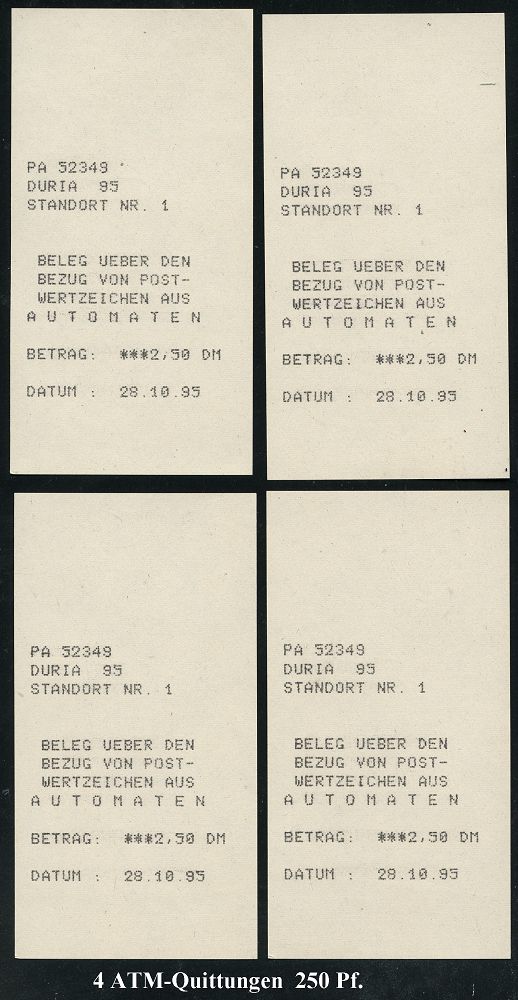 PA 52349
DURIA 95
STANDORT NR. 1
BELEG UEBER DEN
BEZUG VON POST-
WERTZEICHEN AUS
A U T O M A T E N
BETRAG: ***2,50 DM
DATUM : 28.10.95
PA 52349
DURIA 95
STANDORT NR. 1
BELEG UEBER DEN
BEZUG VON POST-
WERTZEICHEN AUS
A U T O M A T E N
BETRAG: ***2,50 DM
DATUM : 28.10.95
PA 52349
DURIA 95
STANDORT NR. 1
BELEG UEBER DEN
BEZUG VON POST-
WERTZEICHEN AUS
A U T O M A T E N
BETRAG: ***2,50 DM
DATUM : 28.10.95
PA 52349
DURIA 95
STANDORT NR. 1
BELEG UEBER DEN
BEZUG VON POST-
WERTZEICHEN AUS
A U T O M A T E N
BETRAG: ***2,50 DM
DATUM : 28.10.95
4 ATM-Quittungen 250 Pf.